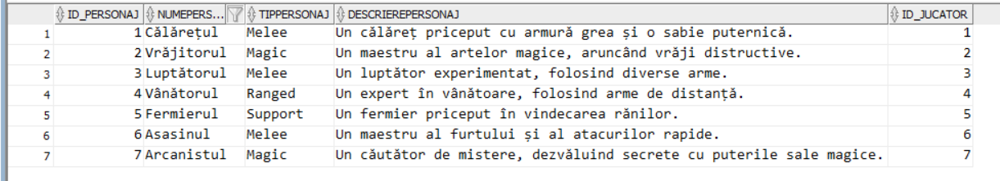 ID_PERSONAJ NUMEPERS... TIPPERSONAJ DESCRIEREPERSONAJ ID_JUCATOR
1 1 Călărețul Melee Un călăreț priceput cu armură grea și o sabie puternică. 1
2 2 Vrăjitorul Magic Un maestru al artelor magice, aruncând vrăji distructive. 2
3 3 Luptătorul Melee Un luptător experimentat, folosind diverse arme. 3
4 4 Vânătorul Ranged Un expert în vânătoare, folosind arme de distanță. 4
5 5 Fermierul Support Un fermier priceput în vindecarea rănilor. 5
6 6 Asasinul Melee Un maestru al furtului și al atacurilor rapide. 6
7 7 Arcanistul Magic Un căutător de mistere, dezvăluind secrete cu puterile sale magice. 7